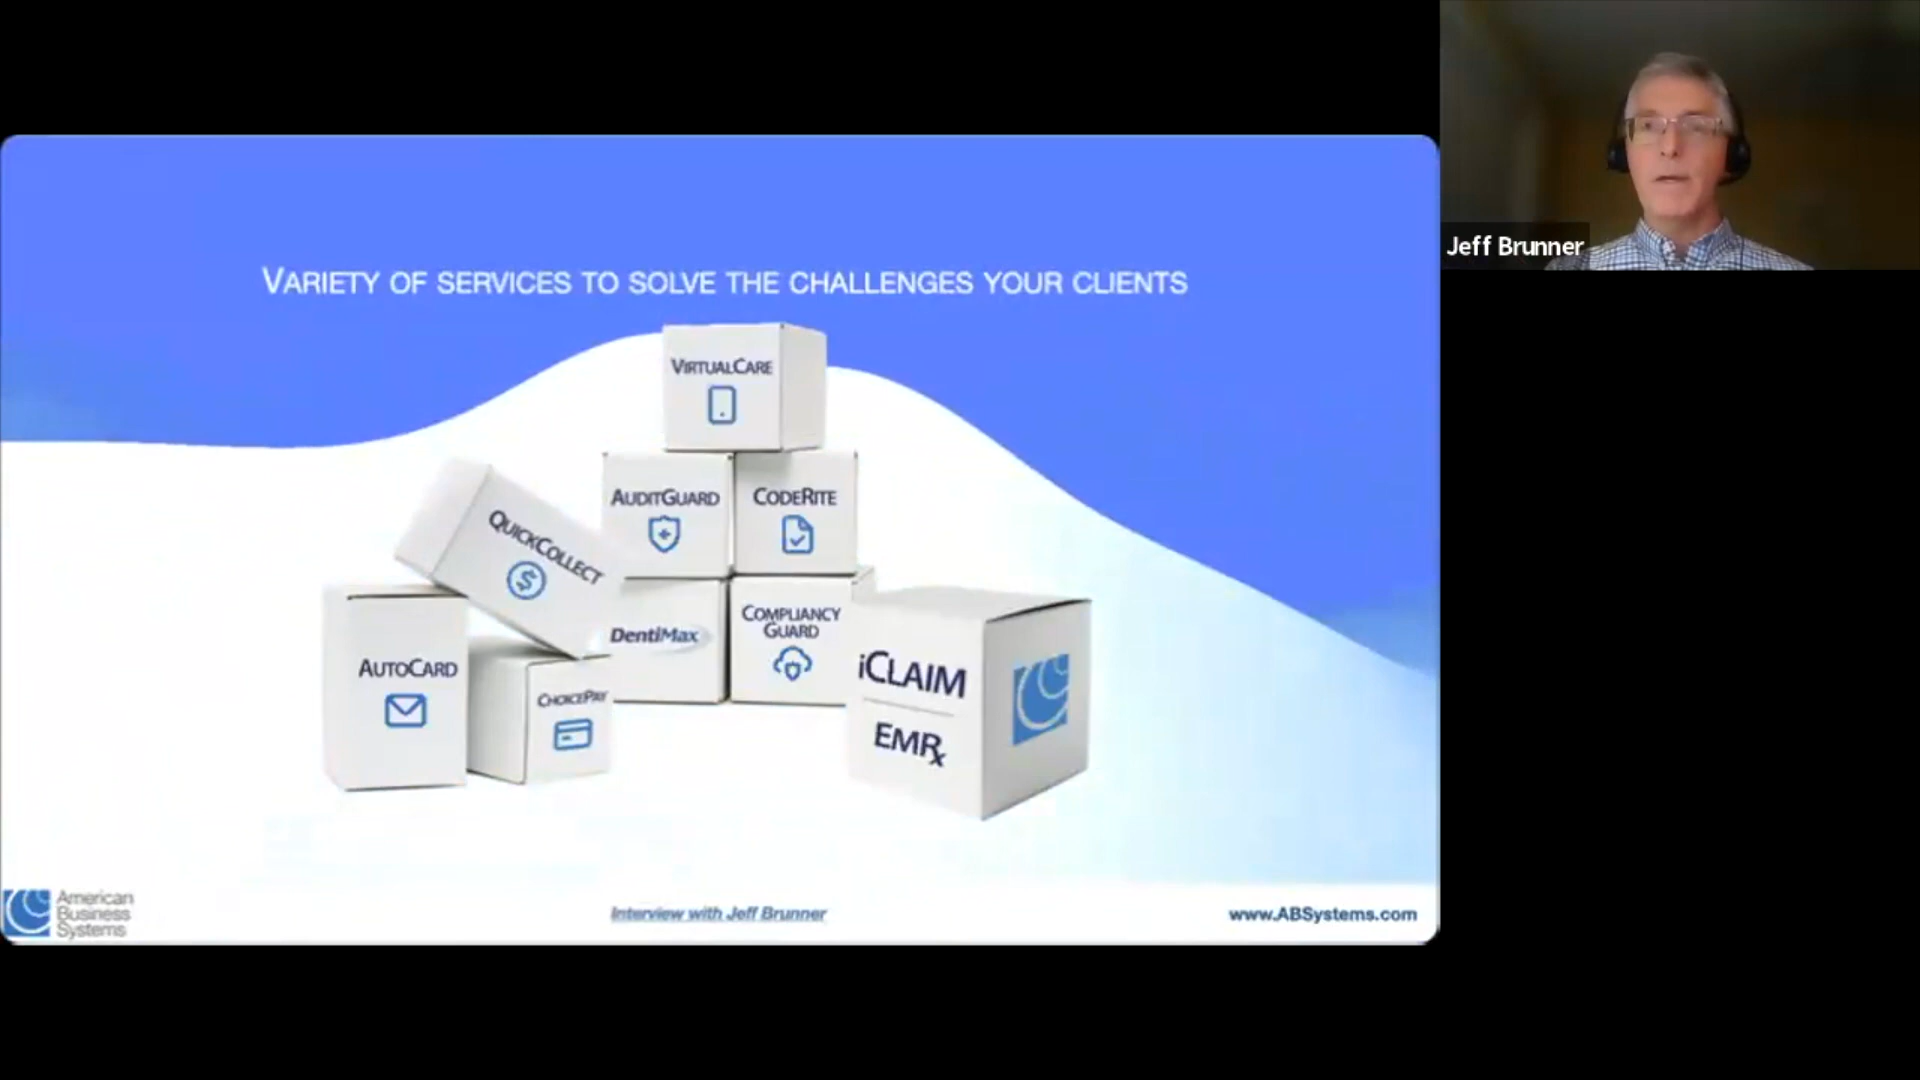 Jeff Brunner
VARIETY OF SERVICES TO SOLVE THE CHALLENGES YOUR CLIENTS
VIRTUALCARE
AUDITGUARD
CODERITE
QUICKCOLLECT
DentiMax
COMPLIANCY
GUARD
AUTOCARD
CHOICEPAY
iCLAIM
EMRx
American
Business
Systems
Interview with Jeff Brunner
www.ABSystems.com